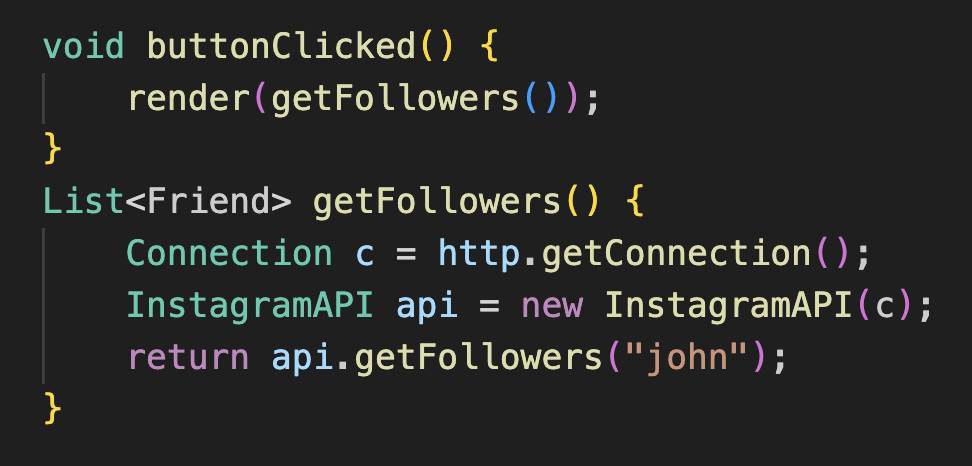 void buttonClicked() {
    render(getFollowers());
}
List<Friend> getFollowers() {
    Connection c = http.getConnection();
    InstagramAPI api = new InstagramAPI(c);
    return api.getFollowers("john");
}